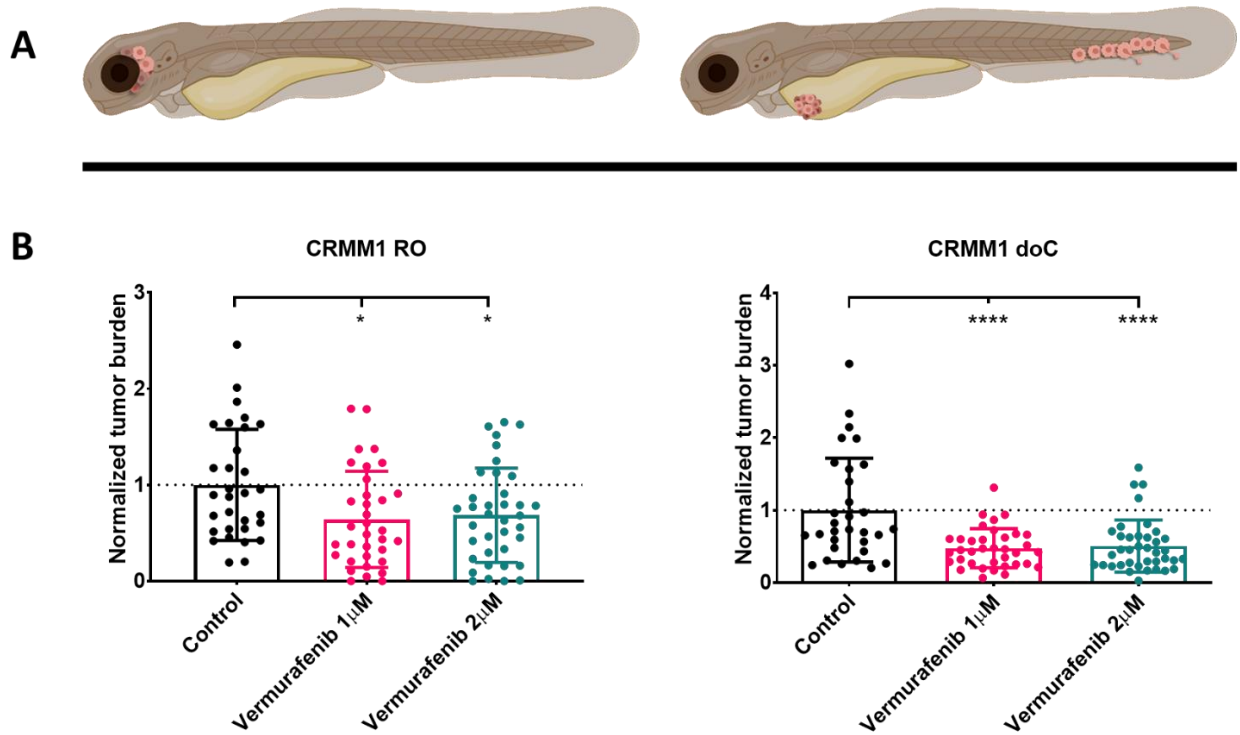 A
B
CRMM1 RO
CRMM1 doC
Normalized tumor burden
3
2
1
0
*
*
Control
Vermurafenib 1μM
Vermurafenib 2μM
Normalized tumor burden
4
3
2
1
0
****
****
Control
Vermurafenib 1μM
Vermurafenib 2μM